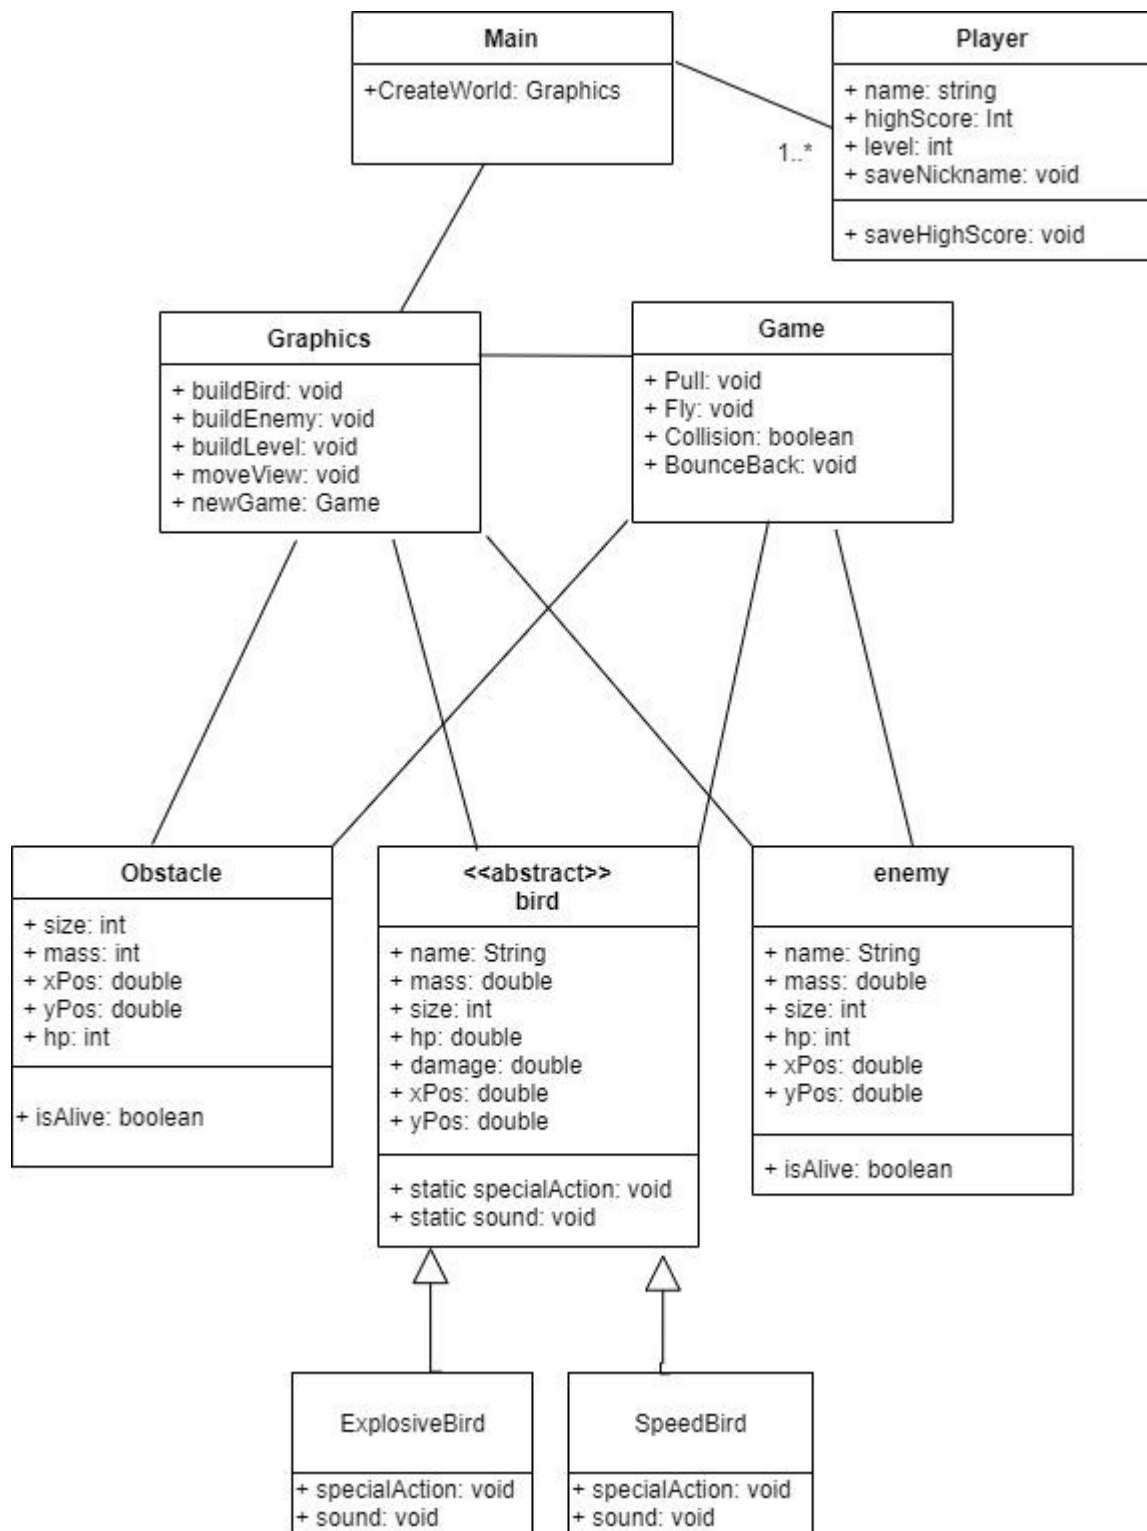 Main
+CreateWorld: Graphics
Player
+ name: string
+ highScore: Int
+ level: int
+ saveNickname: void
+ saveHighScore: void
1..*
Graphics
+ buildBird: void
+ buildEnemy: void
+ buildLevel: void
+ moveView: void
+ newGame: Game
Game
+ Pull: void
+ Fly: void
+ Collision: boolean
+ BounceBack: void
Obstacle
+ size: int
+ mass: int
+ xPos: double
+ yPos: double
+ hp: int
+ isAlive: boolean
<<abstract>>
bird
+ name: String
+ mass: double
+ size: int
+ hp: double
+ damage: double
+ xPos: double
+ yPos: double
+ static specialAction: void
+ static sound: void
enemy
+ name: String
+ mass: double
+ size: int
+ hp: int
+ xPos: double
+ yPos: double
+ isAlive: boolean
ExplosiveBird
+ specialAction: void
+ sound: void
SpeedBird
+ specialAction: void
+ sound: void